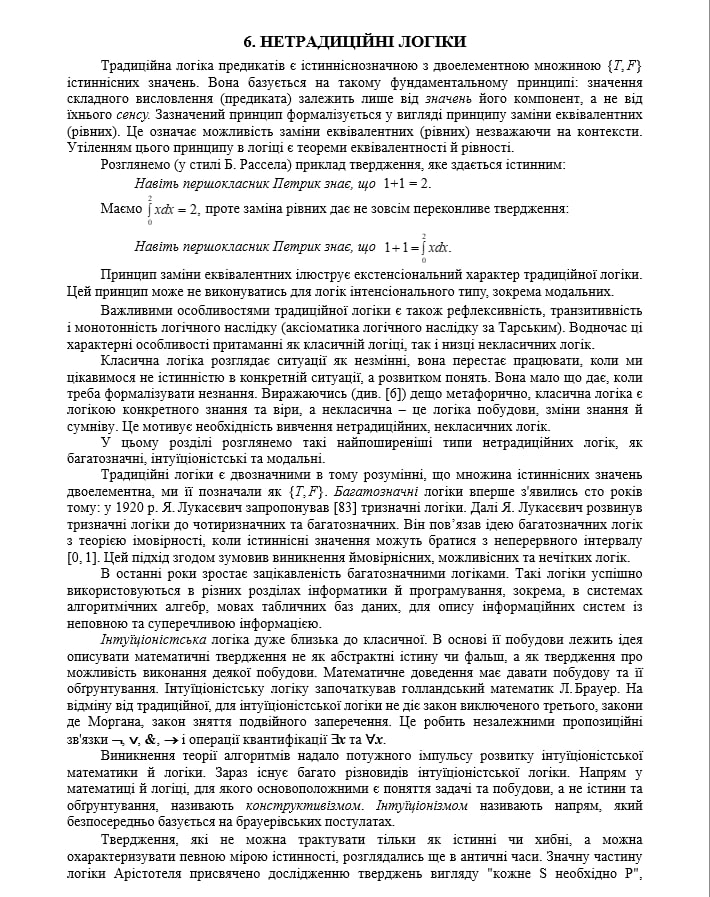 6. НЕТРАДИЦІЙНІ ЛОГІКИ
Традиційна логіка предикатів є істинніснозначною з двоелементною множиною {T, F}
істиннісних значень. Вона базується на такому фундаментальному принципі: значення
складного висловлення (предиката) залежить лише від значень його компонент, а не від
їхнього сенсу. Зазначений принцип формалізується у вигляді принципу заміни еквівалентних
(рівних). Це означає можливість заміни еквівалентних (рівних) незважаючи на контексти.
Утіленням цього принципу в логіці є теореми еквівалентності й рівності.
Розглянемо (у стилі Б. Рассела) приклад твердження, яке здається істинним:
Навіть першокласник Петрик знає, що 1+1 = 2.
Маємо ∫₀² xdx = 2, проте заміна рівних дає не зовсім переконливе твердження:
Навіть першокласник Петрик знає, що 1+1=∫₀² xdx.
Принцип заміни еквівалентних ілюструє екстенсіональний характер традиційної логіки.
Цей принцип може не виконуватись для логік інтенсіонального типу, зокрема модальних.
Важливими особливостями традиційної логіки є також рефлексивність, транзитивність
і монотонність логічного наслідку (аксіоматика логічного наслідку за Тарським). Водночас ці
характерні особливості притаманні як класичній логіці, так і низці некласичних логік.
Класична логіка розглядає ситуації як незмінні, вона перестає працювати, коли ми
цікавимося не істинністю в конкретній ситуації, а розвитком понять. Вона мало що дає, коли
треба формалізувати незнання. Виражаючись (див. [6]) дещо метафорично, класична логіка є
логікою конкретного знання та віри, а некласична – це логіка побудови, зміни знання й
сумніву. Це мотивує необхідність вивчення нетрадиційних, некласичних логік.
У цьому розділі розглянемо такі найпоширеніші типи нетрадиційних логік, як
багатозначні, інтуїціоністські та модальні.
Традиційні логіки є двозначними в тому розумінні, що множина істиннісних значень
двоелементна, ми її позначали як {T, F}. Багатозначні логіки вперше з'явились сто років
тому: у 1920 р. Я. Лукасєвич запропонував [83] тризначні логіки. Далі Я. Лукасєвич розвинув
тризначні логіки до чотиризначних та багатозначних. Він пов’язав ідею багатозначних логік
з теорією імовірності, коли істиннісні значення можуть братися з неперервного інтервалу
[0, 1]. Цей підхід згодом зумовив виникнення ймовірнісних, можливісних та нечітких логік.
В останні роки зростає зацікавленість багатозначними логіками. Такі логіки успішно
використовуються в різних розділах інформатики й програмування, зокрема, в системах
алгоритмічних алгебр, мовах табличних баз даних, для опису інформаційних систем із
неповною та суперечливою інформацією.
Інтуїціоністська логіка дуже близька до класичної. В основі її побудови лежить ідея
описувати математичні твердження не як абстрактні істину чи фальш, а як твердження про
можливість виконання деякої побудови. Математичне доведення має давати побудову та її
обґрунтування. Інтуїціоністську логіку започаткував голландський математик Л. Брауер. На
відміну від традиційної, для інтуїціоністської логіки не діє закон виключеного третього, закони
де Моргана, закон зняття подвійного заперечення. Це робить незалежними пропозиційні
зв'язки ¬, ∨, &, → і операції квантифікації ∃x та ∀x.
Виникнення теорії алгоритмів надало потужного імпульсу розвитку інтуїціоністської
математики й логіки. Зараз існує багато різновидів інтуїціоністської логіки. Напрям у
математиці й логіці, для якого основоположними є поняття задачі та побудови, а не істини та
обґрунтування, називають конструктивізмом. Інтуїціонізмом називають напрям, який
безпосередньо базується на брауерівських постулатах.
Твердження, які не можна трактувати тільки як істинні чи хибні, а можна
охарактеризувати певною мірою істинності, розглядались ще в античні часи. Значну частину
логіки Арістотеля присвячено дослідженню тверджень вигляду "кожне S необхідно P",